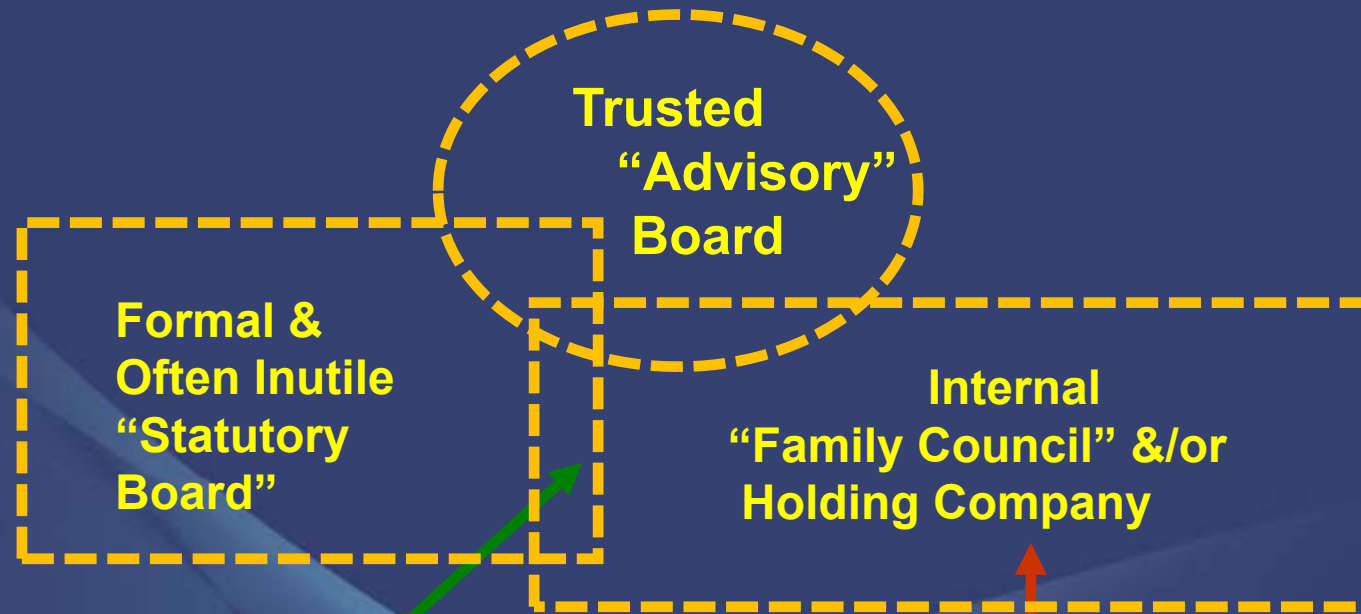 Trusted
“Advisory”
Board
Formal &
Often Inutile
“Statutory
Board”
Internal
“Family Council” &/or
Holding Company